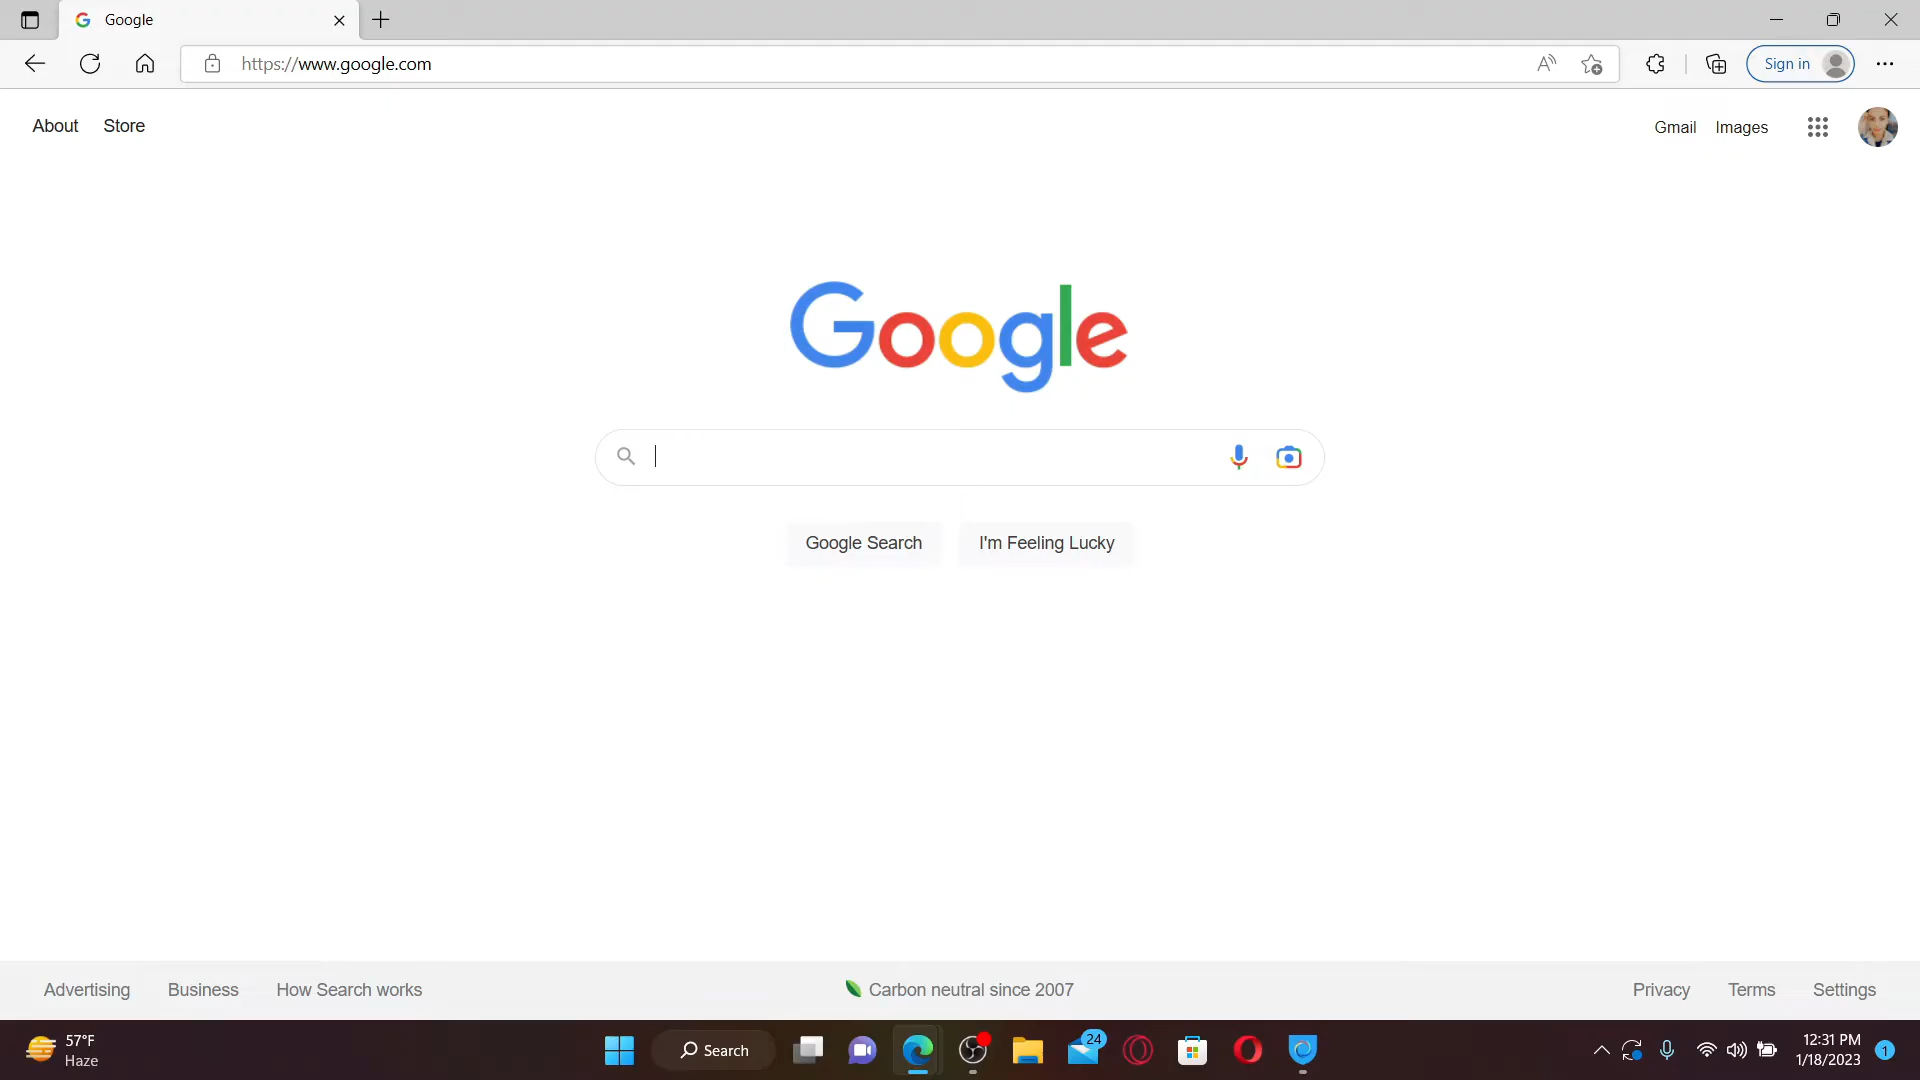 Google
https://www.google.com
Sign in
About Store
Gmail Images
Google
Google Search I'm Feeling Lucky
Advertising Business How Search works
Carbon neutral since 2007
Privacy Terms Settings
57°F
Haze
Search
24
12:31 PM
1/18/2023
1